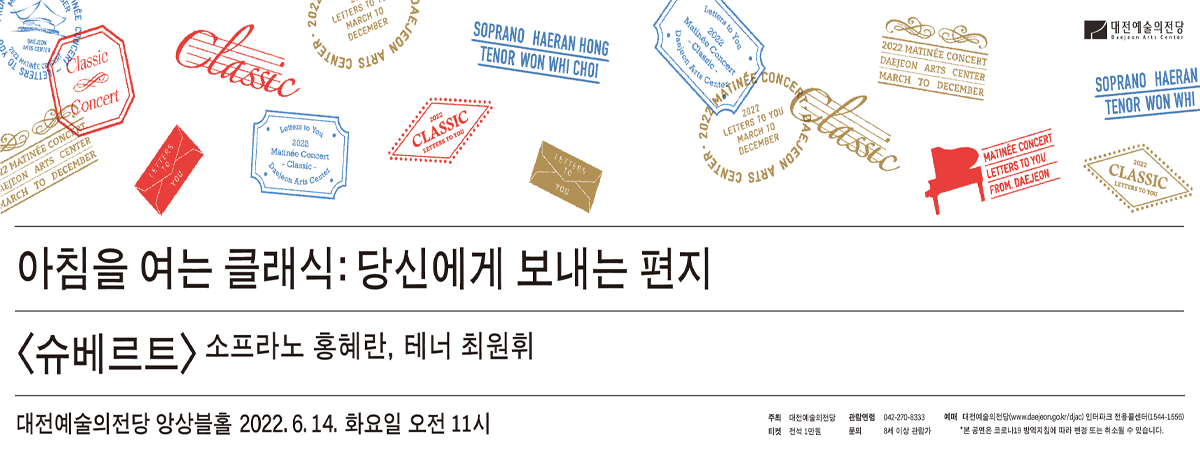 LETTERS TO YOU
DAEJEON
ARTS CENTER
2022 MATINÉE CONCERT
Classic
Concert
Classic
ARTS CENTER · DAEJEON
LETTERS TO YOU
MARCH TO
DECEMBER
SOPRANO HAERAN HONG
TENOR WON WHI CHOI
Letters to You
2022
Matinée Concert
- Classic -
Daejeon Arts Center
2022 MATINÉE CONCERT
DAEJEON ARTS CENTER
MARCH TO DECEMBER
대전예술의전당
Daejeon Arts Center
SOPRANO HAERAN
TENOR WON WHI
2022 MATINÉE CONCERT
DAEJEON ARTS CENTER
MARCH TO DECEMBER
LETTERS
TO
YOU
Letters to You
2022
Matinée Concert
- Classic -
Daejeon Arts Center
2022
CLASSIC
LETTERS TO YOU
LETTERS
TO
YOU
2022 MATINÉE CONCERT · DAEJEON ARTS CENTER ·
2022
LETTERS TO YOU
MARCH TO
DECEMBER
Classic
MATINÉE CONCERT
LETTERS TO YOU
FROM. DAEJEON
2022
CLASSIC
LETTERS TO YOU
아침을 여는 클래식: 당신에게 보내는 편지
〈슈베르트〉 소프라노 홍혜란, 테너 최원휘
대전예술의전당 앙상블홀 2022. 6. 14. 화요일 오전 11시
주최 대전예술의전당 관람연령 042-270-8333 예매 대전예술의전당(www.daejeon.go.kr/djac) 인터파크 전용콜센터(1544-1556)
티켓 전석 1만원 문의 8세 이상 관람가 *본 공연은 코로나19 방역지침에 따라 변경 또는 취소될 수 있습니다.